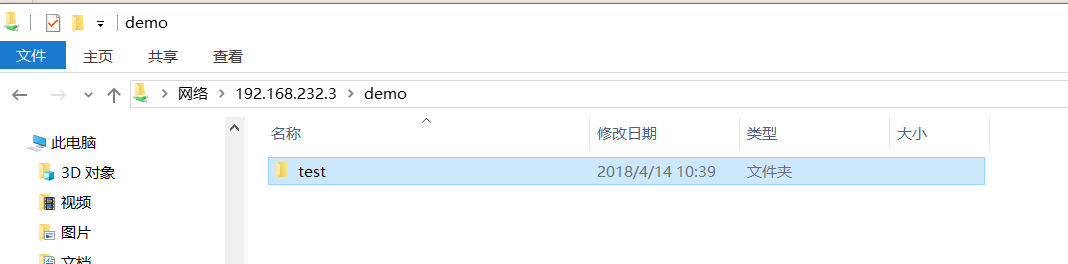 demo
文件 主页 共享 查看
网络 192.168.232.3 demo
此电脑
3D 对象
视频
图片
文档
名称 修改日期 类型 大小
test 2018/4/14 10:39 文件夹